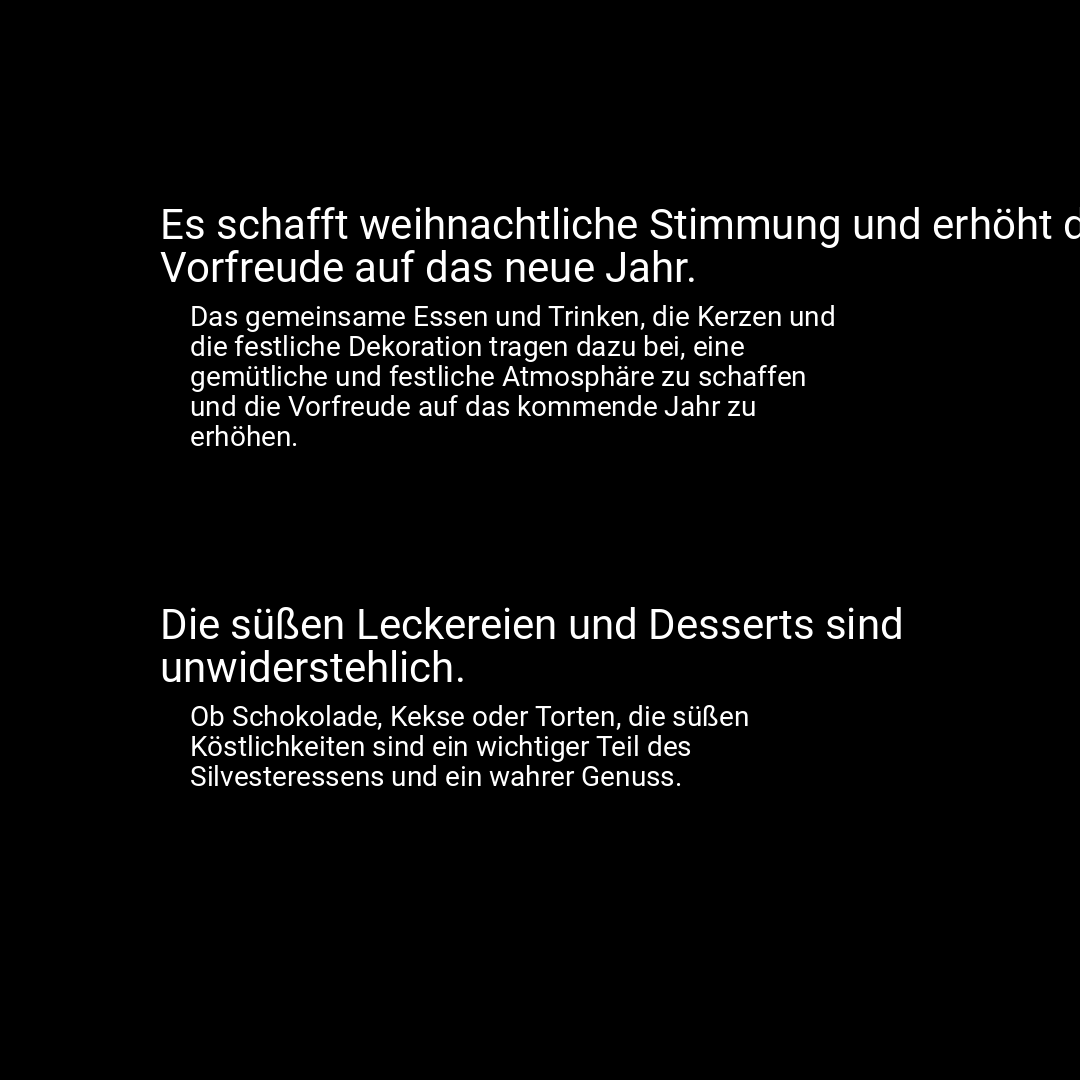 Es schafft weihnachtliche Stimmung und erhöht
Vorfreude auf das neue Jahr.
Das gemeinsame Essen und Trinken, die Kerzen und
die festliche Dekoration tragen dazu bei, eine
gemütliche und festliche Atmosphäre zu schaffen
und die Vorfreude auf das kommende Jahr zu
erhöhen.
Die süßen Leckereien und Desserts sind
unwiderstehlich.
Ob Schokolade, Kekse oder Torten, die süßen
Köstlichkeiten sind ein wichtiger Teil des
Silvesteressens und ein wahrer Genuss.